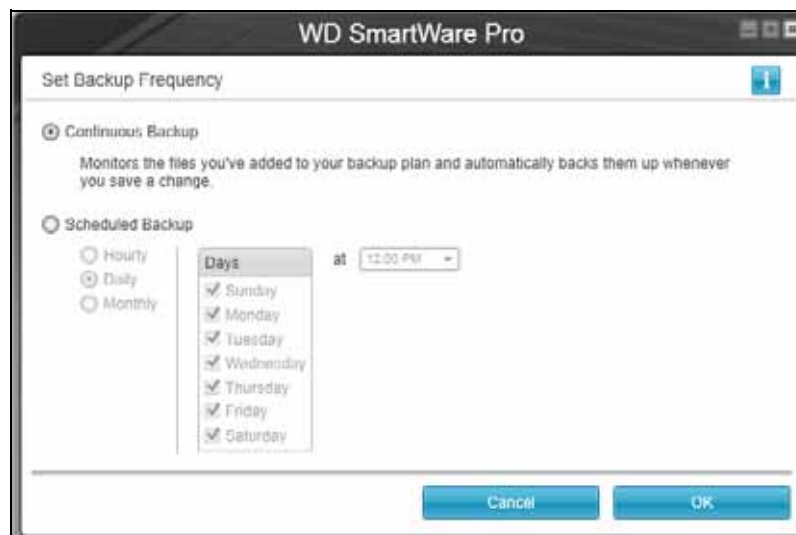 WD SmartWare Pro
Set Backup Frequency
i
Continuous Backup
Monitors the files you've added to your backup plan and automatically backs them up whenever
you save a change.
Scheduled Backup
Hourly
Daily
Monthly
Days
Sunday
Monday
Tuesday
Wednesday
Thursday
Friday
Saturday
at
12:00 PM
Cancel
OK